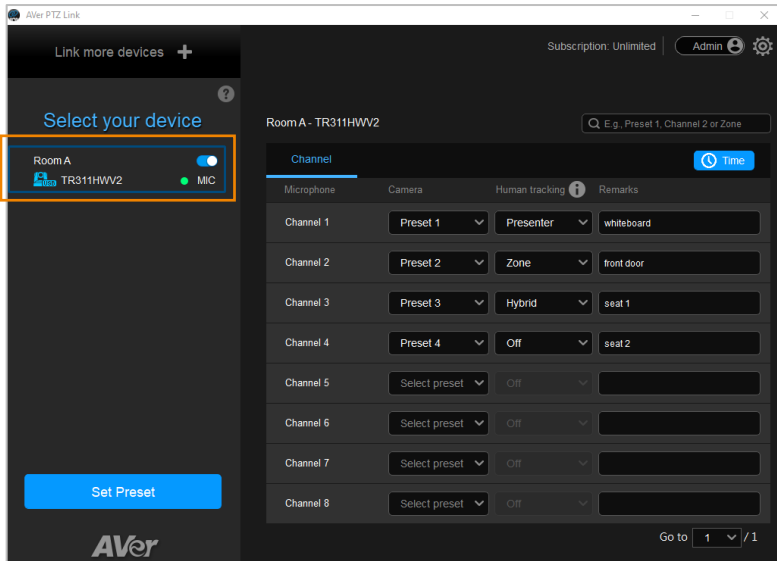 AVer PTZ Link
Link more devices +
Subscription: Unlimited
Admin
?
Select your device
Room A
TR311HWV2
MIC
Set Preset
AVer
Room A - TR311HWV2
E.g., Preset 1, Channel 2 or Zone
Channel
Time
Microphone Camera Human tracking i Remarks
Channel 1 Preset 1 Presenter whiteboard
Channel 2 Preset 2 Zone front door
Channel 3 Preset 3 Hybrid seat 1
Channel 4 Preset 4 Off seat 2
Channel 5 Select preset Off
Channel 6 Select preset Off
Channel 7 Select preset Off
Channel 8 Select preset Off
Go to 1 / 1